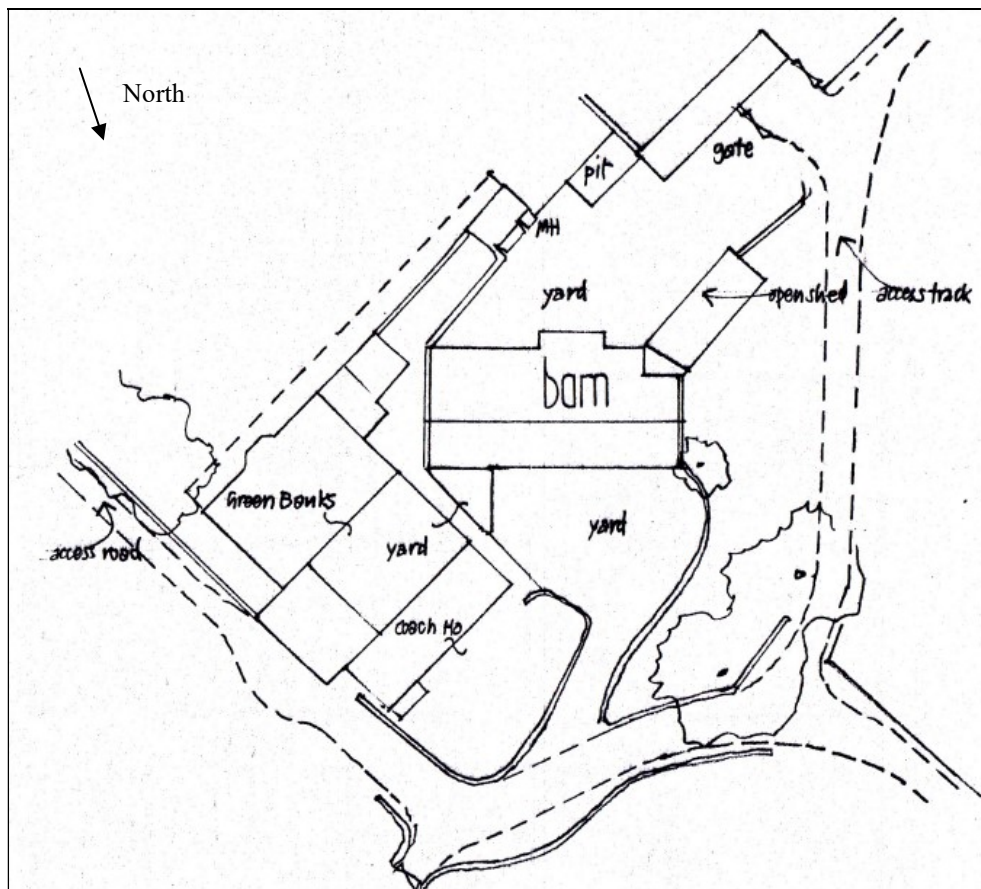 North
gate
pit
MH
yard
open shed
access track
barn
Green Banks
yard
yard
access road
Coach Ho